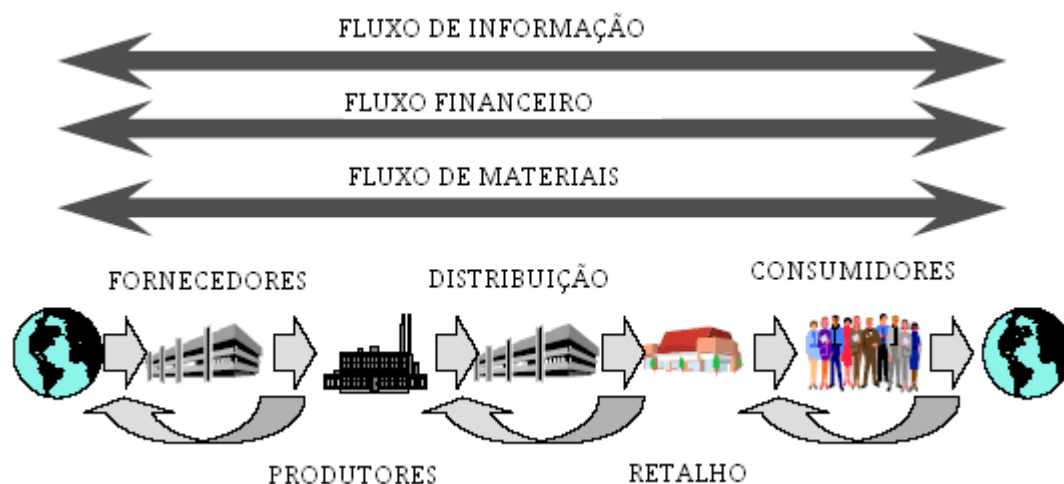 FLUXO DE INFORMAÇÃO
FLUXO FINANCEIRO
FLUXO DE MATERIAIS
FORNECEDORES
DISTRIBUIÇÃO
CONSUMIDORES
PRODUTORES
RETALHO